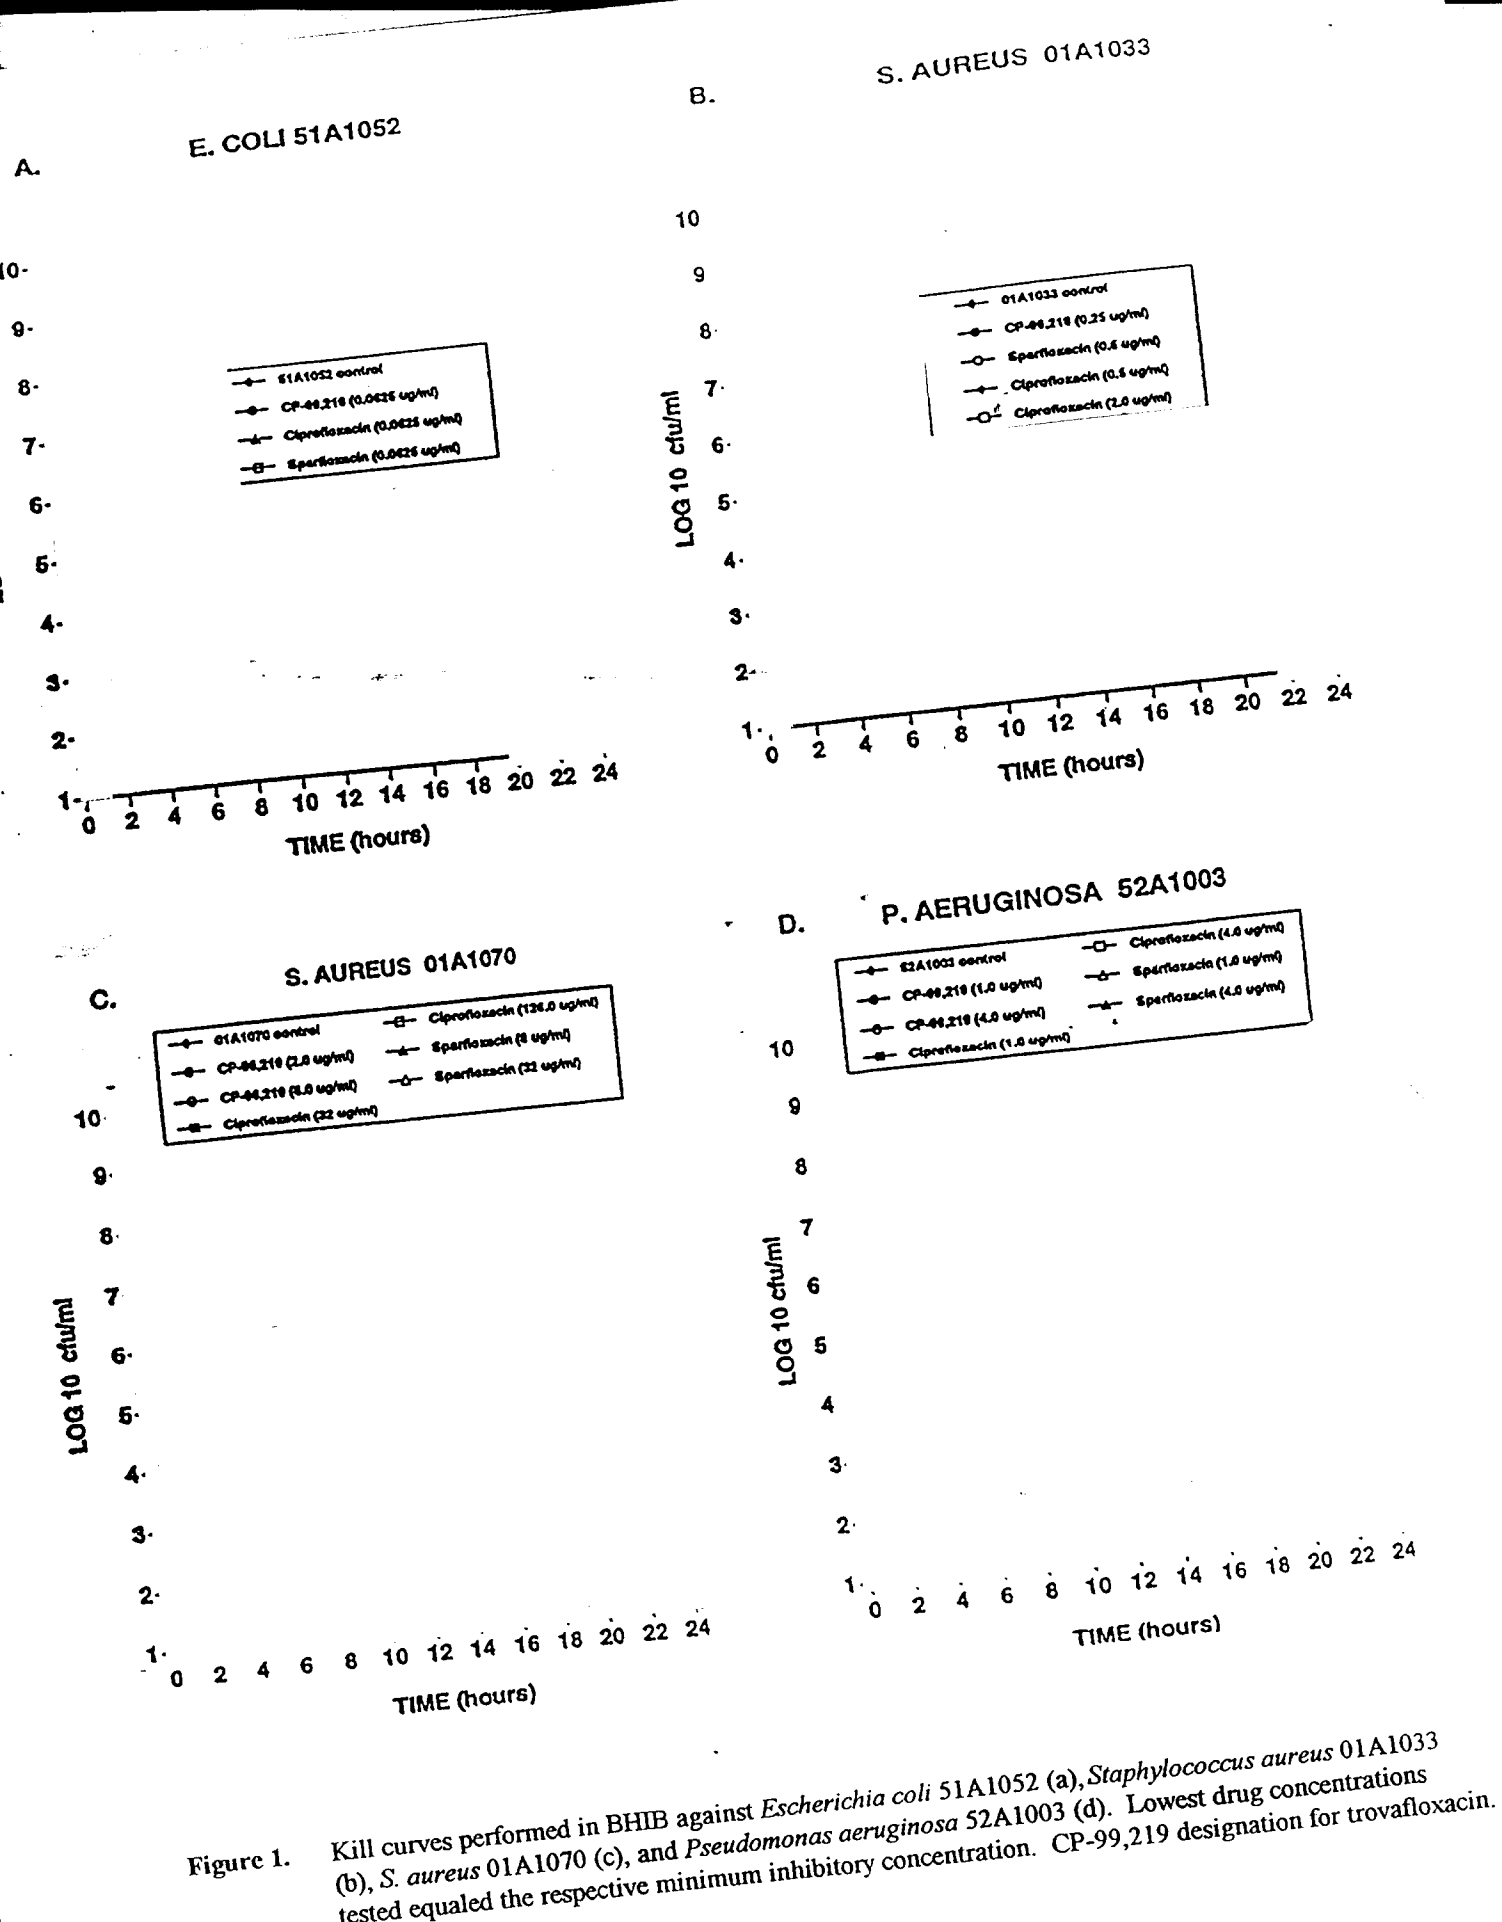 A.
E. COLI 51A1052
10-
9-
8-
7-
6-
5-
4-
3-
2-
1-
51A1052 control
CP-99,219 (0.0625 ug/ml)
Ciprofloxacin (0.0625 ug/ml)
Sparfloxacin (0.0625 ug/ml)
0 2 4 6 8 10 12 14 16 18 20 22 24
TIME (hours)
B.
S. AUREUS 01A1033
10
9
8
7
6
5
4
3
2
1
LOG 10 cfu/ml
01A1033 control
CP-99,219 (0.25 ug/ml)
Sparfloxacin (0.5 ug/ml)
Ciprofloxacin (0.5 ug/ml)
Ciprofloxacin (2.0 ug/ml)
0 2 4 6 8 10 12 14 16 18 20 22 24
TIME (hours)
C.
S. AUREUS 01A1070
01A1070 control
CP-99,219 (2.0 ug/ml)
CP-99,219 (8.0 ug/ml)
Ciprofloxacin (32 ug/ml)
Ciprofloxacin (128.0 ug/ml)
Sparfloxacin (8 ug/ml)
Sparfloxacin (32 ug/ml)
10
9
8
7
6
5
4
3
2
1
LOG 10 cfu/ml
0 2 4 6 8 10 12 14 16 18 20 22 24
TIME (hours)
D.
P. AERUGINOSA 52A1003
52A1003 control
CP-99,219 (1.0 ug/ml)
CP-99,219 (4.0 ug/ml)
Ciprofloxacin (1.0 ug/ml)
Ciprofloxacin (4.0 ug/ml)
Sparfloxacin (1.0 ug/ml)
Sparfloxacin (4.0 ug/ml)
10
9
8
7
6
5
4
3
2
1
LOG 10 cfu/ml
0 2 4 6 8 10 12 14 16 18 20 22 24
TIME (hours)
Figure 1. Kill curves performed in BHIB against Escherichia coli 51A1052 (a), Staphylococcus aureus 01A1033
(b), S. aureus 01A1070 (c), and Pseudomonas aeruginosa 52A1003 (d). Lowest drug concentrations
tested equaled the respective minimum inhibitory concentration. CP-99,219 designation for trovafloxacin.